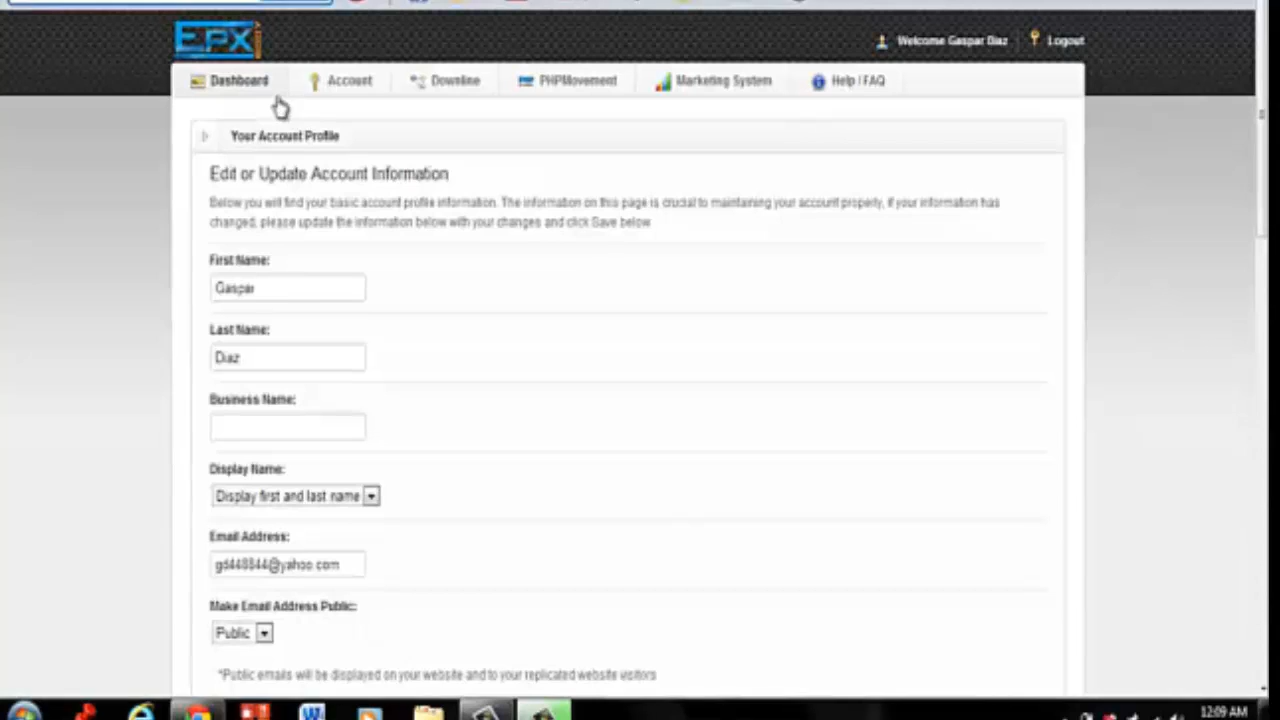 EPX
Welcome Gaspar Diaz
Logout
Dashboard
Account
Downline
PHPMovement
Marketing System
Help / FAQ
Your Account Profile
Edit or Update Account Information
Below you will find your basic account profile information. The information on this page is crucial to maintaining your account properly, if your information has
changed, please update the information below with your changes and click Save below
First Name:
Gaspar
Last Name:
Diaz
Business Name:
Display Name:
Display first and last name
Email Address:
gd448844@yahoo.com
Make Email Address Public:
Public
*Public emails will be displayed on your website and to your replicated website visitors
12:09 AM